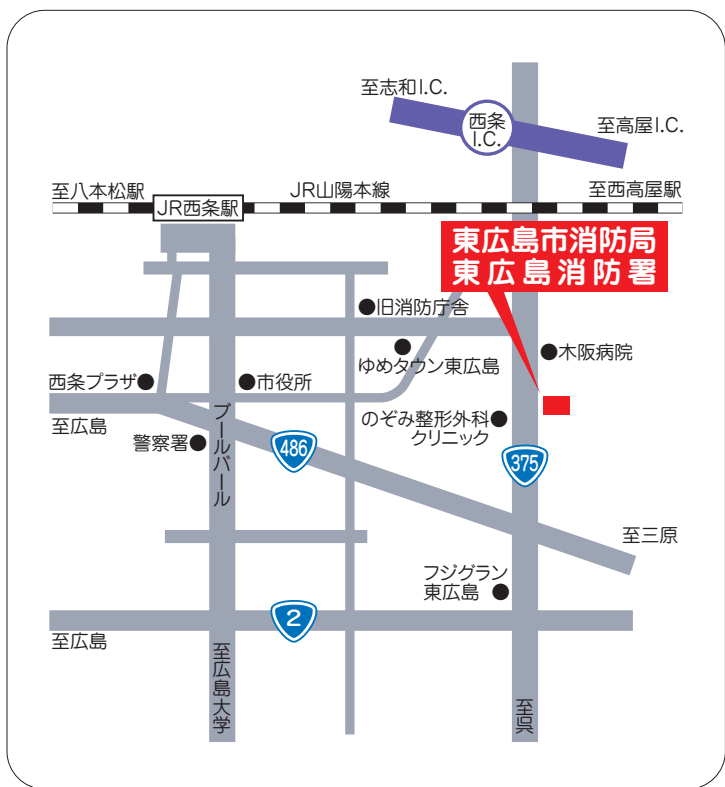 至志和I.C.
西条
I.C.
至高屋I.C.
至八本松駅
JR西条駅
JR山陽本線
至西高屋駅
東広島市消防局
東広島消防署
旧消防庁舎
木阪病院
ゆめタウン東広島
西条プラザ
市役所
至広島
ブールバール
のぞみ整形外科
クリニック
警察署
486
375
至三原
フジグラン
東広島
2
至広島
至広島大学
至呉